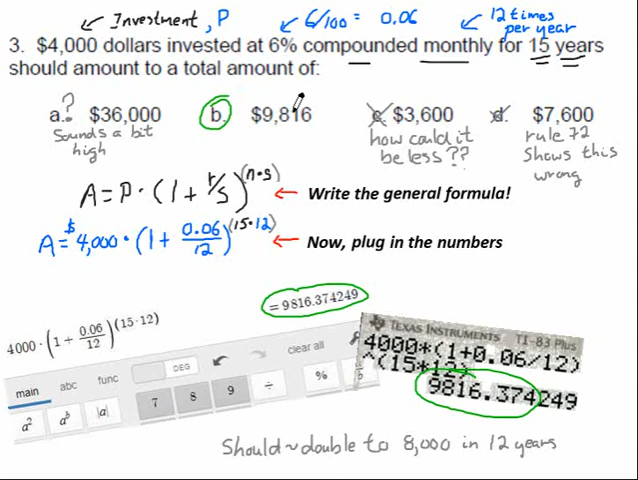 Investment, P 6/100 = 0.06 12 times
per year
3. $4,000 dollars invested at 6% compounded monthly for 15 years
should amount to a total amount of:
a. ? $36,000 b. $9,816 c. $3,600 d. $7,600
Sounds a bit
high
how could it
be less??
rule 72
Shows this
wrong
A = P · (1 + r/s)^(n·s) ← Write the general formula!
A = $4,000 · (1 + 0.06/12)^(15·12) ← Now, plug in the numbers
4000 · (1 + 0.06/12)^(15·12)
= 9816.374249
main abc func DEG clear all
a² aᵇ |a| 7 8 9 ÷ %
TEXAS INSTRUMENTS TI-83 Plus
4000*(1+0.06/12)
^(15*12)
9816.374249
Should ~ double to 8,000 in 12 years